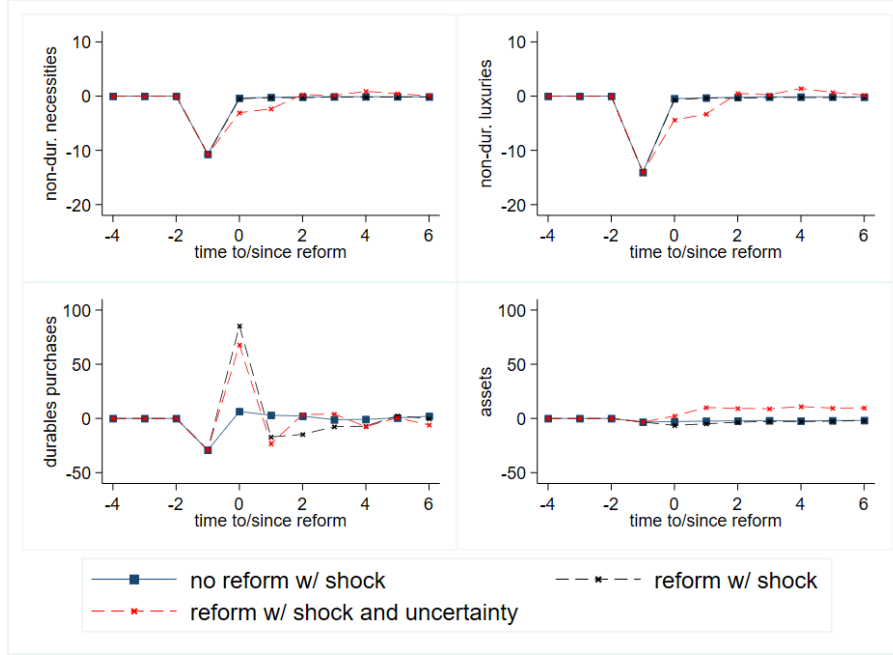 10
0
-10
-20
non-dur. necessities
-4 -2 0 2 4 6
time to/since reform
10
0
-10
-20
non-dur. luxuries
-4 -2 0 2 4 6
time to/since reform
100
50
0
-50
durables purchases
-4 -2 0 2 4 6
time to/since reform
100
50
0
-50
assets
-4 -2 0 2 4 6
time to/since reform
no reform w/ shock
reform w/ shock
reform w/ shock and uncertainty